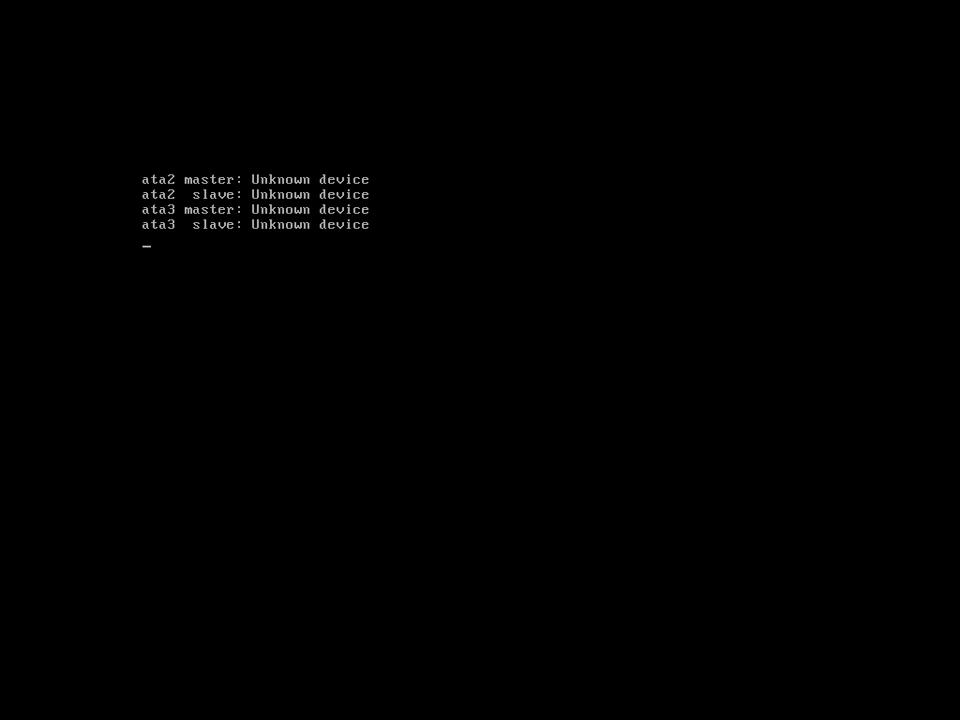 ata2 master: Unknown device
ata2  slave: Unknown device
ata3 master: Unknown device
ata3  slave: Unknown device
_